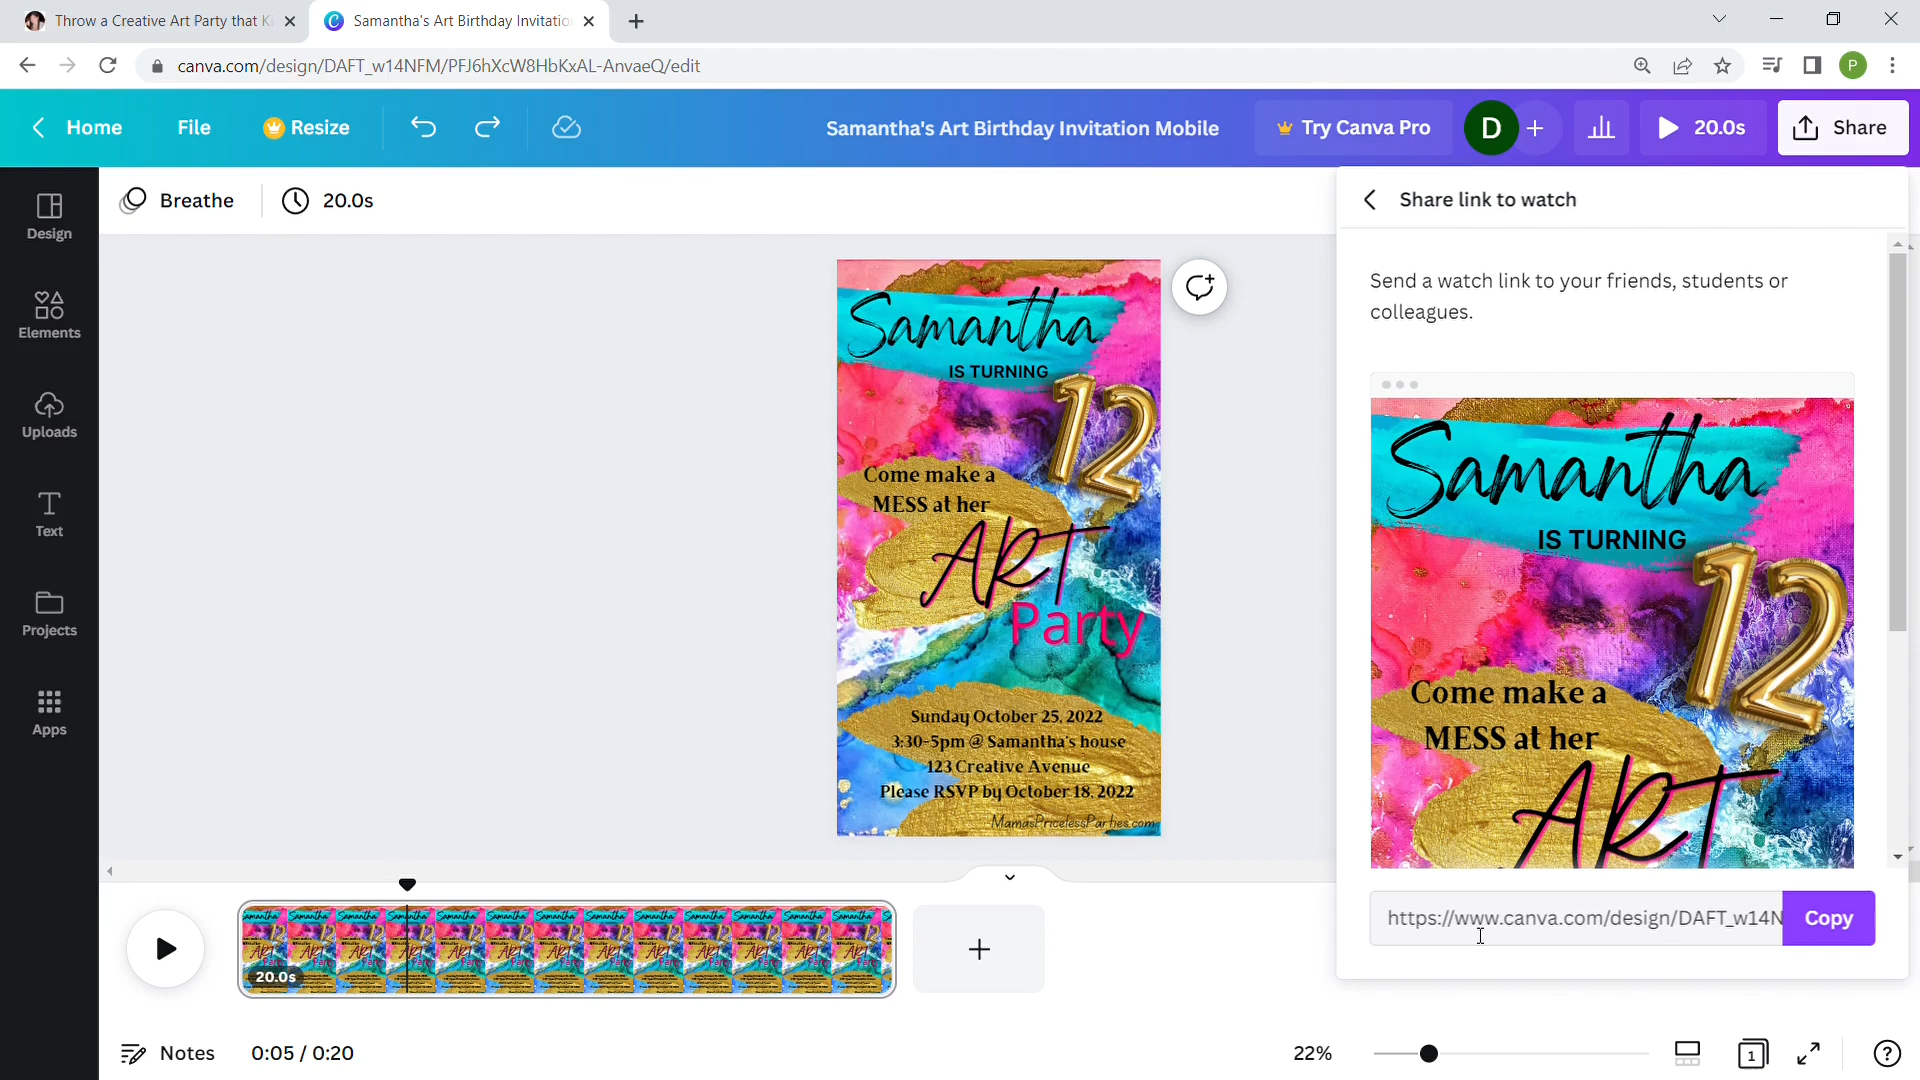 Throw a Creative Art Party that K
Samantha's Art Birthday Invitatio
canva.com/design/DAFT_w14NFM/PFJ6hXcW8HbKxAL-AnvaeQ/edit
P
Home
File
Resize
Samantha's Art Birthday Invitation Mobile
Try Canva Pro
D
20.0s
Share
Breathe
20.0s
Share link to watch
Design
Elements
Uploads
Text
Projects
Apps
Samantha
IS TURNING
12
Come make a
MESS at her
ART
Party
Sunday October 25, 2022
3:30-5pm @ Samantha's house
123 Creative Avenue
Please RSVP by October 18, 2022
MamasPricelessParties.com
Send a watch link to your friends, students or
colleagues.
Samantha
IS TURNING
12
Come make a
MESS at her
ART
https://www.canva.com/design/DAFT_w14N
Copy
20.0s
Notes
0:05 / 0:20
22%
1